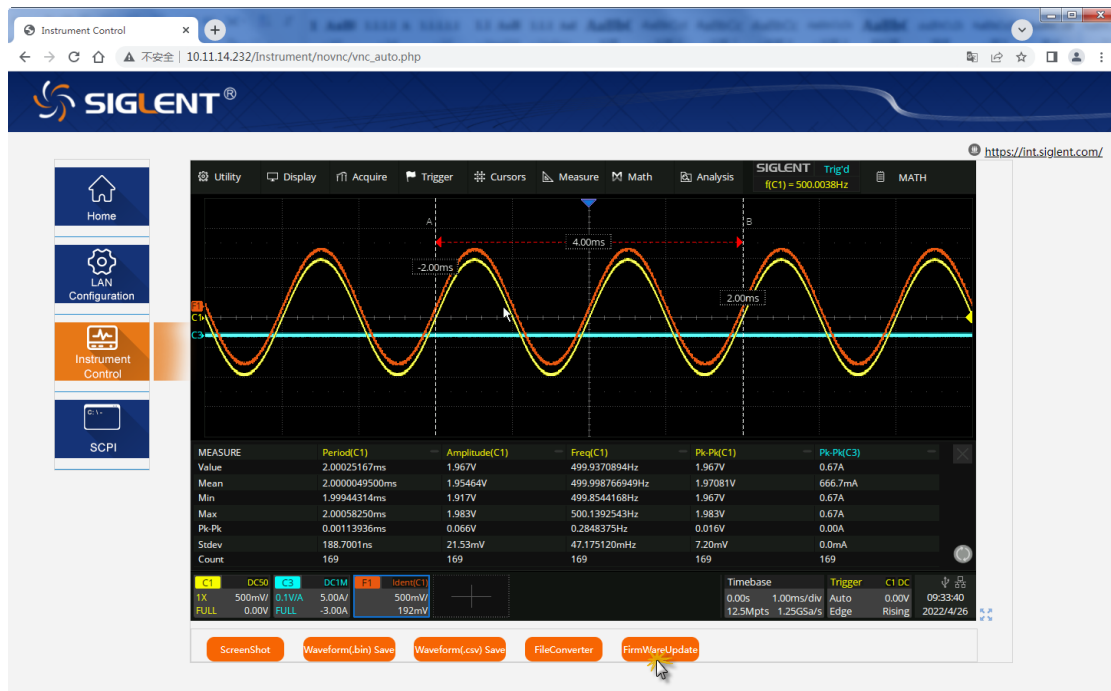 Instrument Control
不安全 | 10.11.14.232/Instrument/novnc/vnc_auto.php
SIGLENT®
https://int.siglent.com/
Home
LAN
Configuration
Instrument
Control
C:\-
SCPI
Utility Display Acquire Trigger Cursors Measure Math Analysis
SIGLENT Trig'd
f(C1) = 500.0038Hz
MATH
A
B
4.00ms
-2.00ms
2.00ms
F1
C1
C3
MEASURE Period(C1) Amplitude(C1) Freq(C1) Pk-Pk(C1) Pk-Pk(C3)
Value 2.00025167ms 1.967V 499.9370894Hz 1.967V 0.67A
Mean 2.0000049500ms 1.95464V 499.998766949Hz 1.97081V 666.7mA
Min 1.99944314ms 1.917V 499.8544168Hz 1.967V 0.67A
Max 2.00058250ms 1.983V 500.1392543Hz 1.983V 0.67A
Pk-Pk 0.00113936ms 0.066V 0.2848375Hz 0.016V 0.00A
Stdev 188.7001ns 21.53mV 47.175120mHz 7.20mV 0.0mA
Count 169 169 169 169 169
C1 DC50 C3 DC1M F1 Ident(C1) Timebase Trigger C1 DC
1X 500mV/ 0.1V/A 5.00A/ 500mV/ 0.00s 1.00ms/div Auto 0.00V 09:33:40
FULL 0.00V FULL -3.00A 192mV 12.5Mpts 1.25GSa/s Edge Rising 2022/4/26
ScreenShot Waveform(.bin) Save Waveform(.csv) Save FileConverter FirmWareUpdate